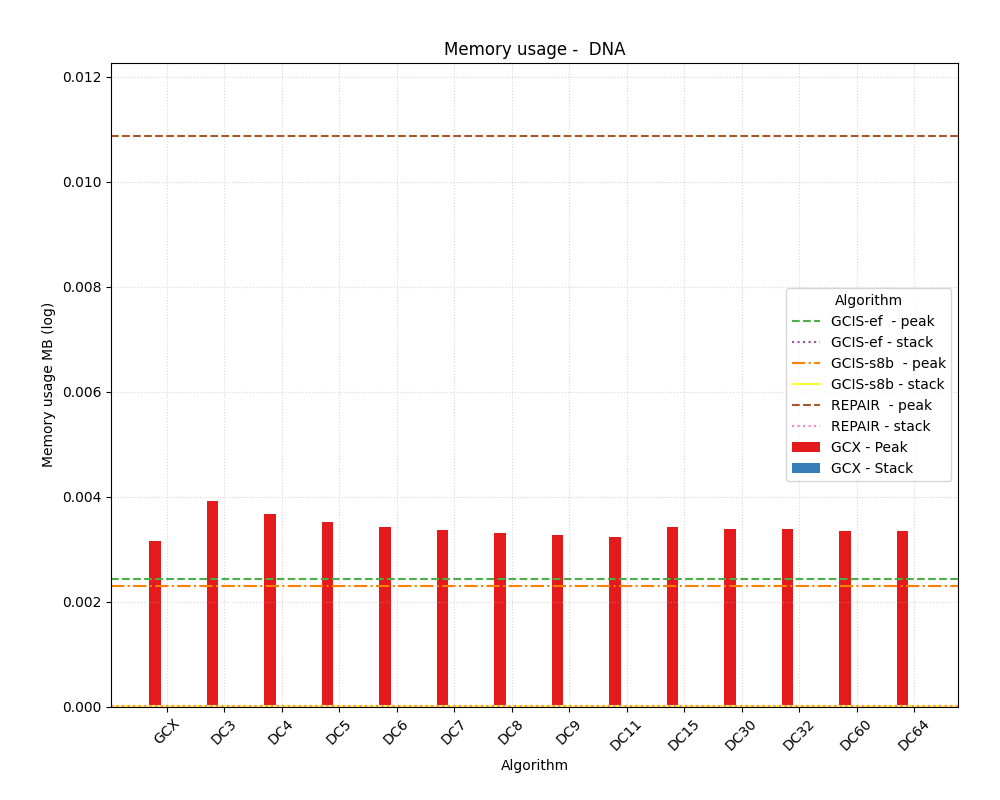 Memory usage -  DNA
0.012
0.010
0.008
0.006
0.004
0.002
0.000
Memory usage MB (log)
Algorithm
GCIS-ef  - peak
GCIS-ef - stack
GCIS-s8b  - peak
GCIS-s8b - stack
REPAIR  - peak
REPAIR - stack
GCX - Peak
GCX - Stack
GCX
DC3
DC4
DC5
DC6
DC7
DC8
DC9
DC11
DC15
DC30
DC32
DC60
DC64
Algorithm